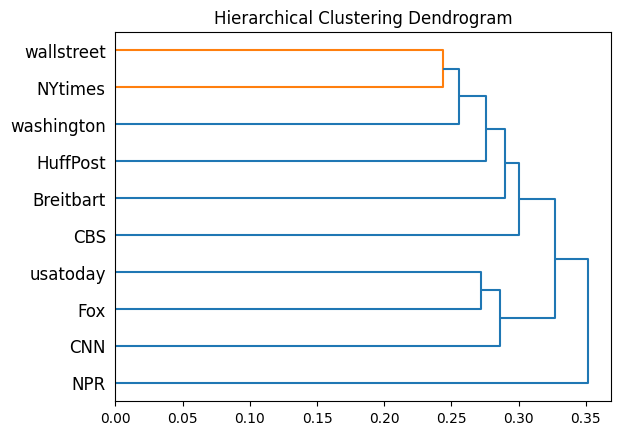 Hierarchical Clustering Dendrogram
wallstreet
NYtimes
washington
HuffPost
Breitbart
CBS
usatoday
Fox
CNN
NPR
0.00 0.05 0.10 0.15 0.20 0.25 0.30 0.35